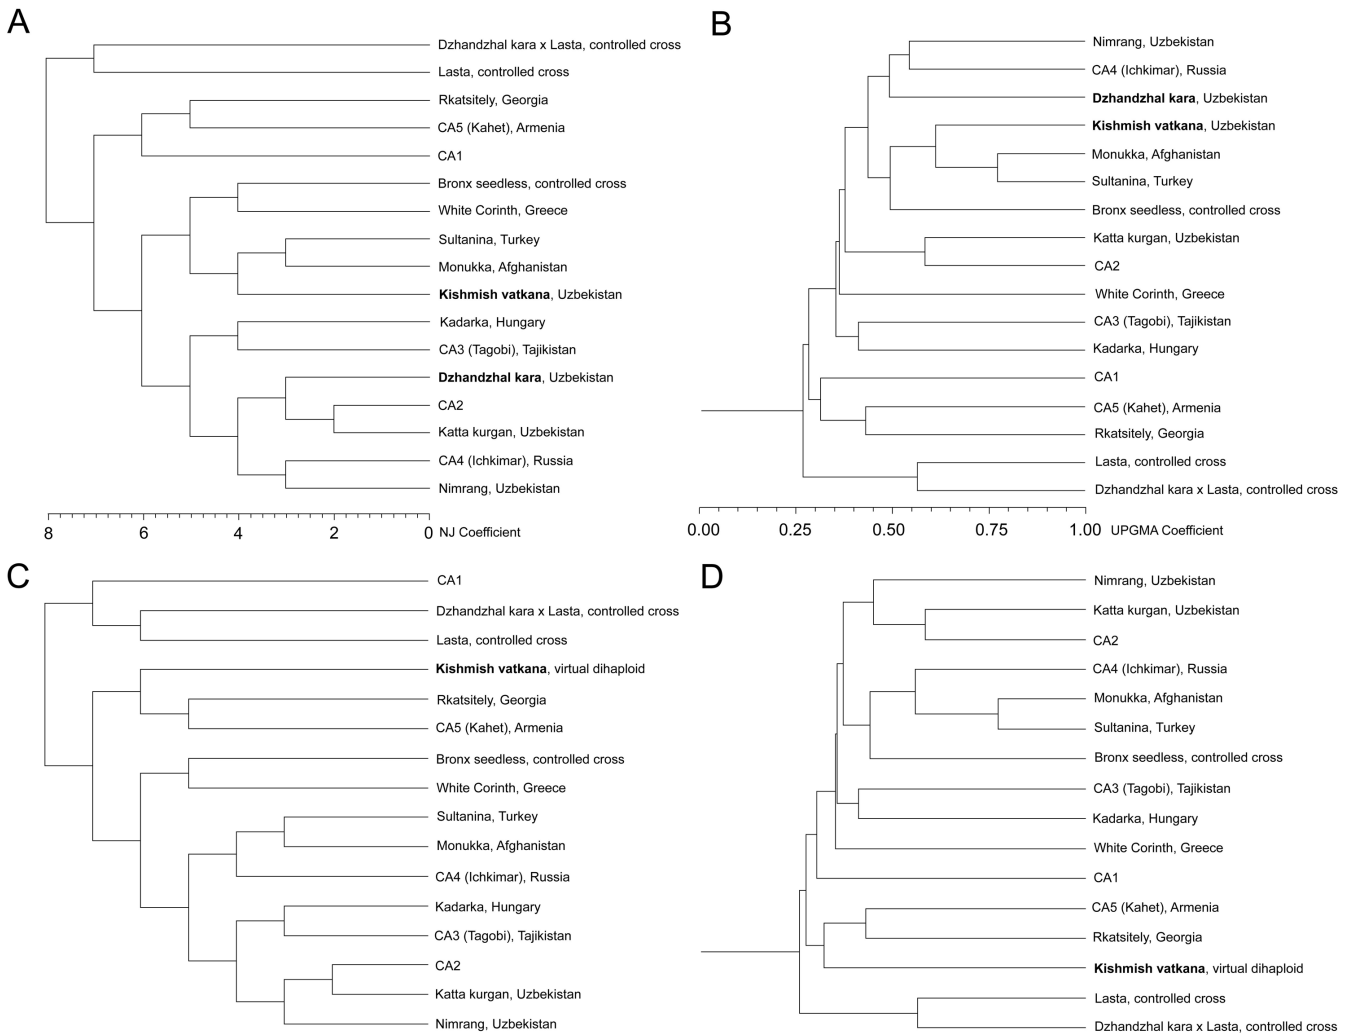 A
Dzhandzhal kara x Lasta, controlled cross
Lasta, controlled cross
Rkatsitely, Georgia
CA5 (Kahet), Armenia
CA1
Bronx seedless, controlled cross
White Corinth, Greece
Sultanina, Turkey
Monukka, Afghanistan
Kishmish vatkana, Uzbekistan
Kadarka, Hungary
CA3 (Tagobi), Tajikistan
Dzhandzhal kara, Uzbekistan
CA2
Katta kurgan, Uzbekistan
CA4 (Ichkimar), Russia
Nimrang, Uzbekistan
8 6 4 2 0 NJ Coefficient
B
Nimrang, Uzbekistan
CA4 (Ichkimar), Russia
Dzhandzhal kara, Uzbekistan
Kishmish vatkana, Uzbekistan
Monukka, Afghanistan
Sultanina, Turkey
Bronx seedless, controlled cross
Katta kurgan, Uzbekistan
CA2
White Corinth, Greece
CA3 (Tagobi), Tajikistan
Kadarka, Hungary
CA1
CA5 (Kahet), Armenia
Rkatsitely, Georgia
Lasta, controlled cross
Dzhandzhal kara x Lasta, controlled cross
0.00 0.25 0.50 0.75 1.00 UPGMA Coefficient
C
CA1
Dzhandzhal kara x Lasta, controlled cross
Lasta, controlled cross
Kishmish vatkana, virtual dihaploid
Rkatsitely, Georgia
CA5 (Kahet), Armenia
Bronx seedless, controlled cross
White Corinth, Greece
Sultanina, Turkey
Monukka, Afghanistan
CA4 (Ichkimar), Russia
Kadarka, Hungary
CA3 (Tagobi), Tajikistan
CA2
Katta kurgan, Uzbekistan
Nimrang, Uzbekistan
D
Nimrang, Uzbekistan
Katta kurgan, Uzbekistan
CA2
CA4 (Ichkimar), Russia
Monukka, Afghanistan
Sultanina, Turkey
Bronx seedless, controlled cross
CA3 (Tagobi), Tajikistan
Kadarka, Hungary
White Corinth, Greece
CA1
CA5 (Kahet), Armenia
Rkatsitely, Georgia
Kishmish vatkana, virtual dihaploid
Lasta, controlled cross
Dzhandzhal kara x Lasta, controlled cross